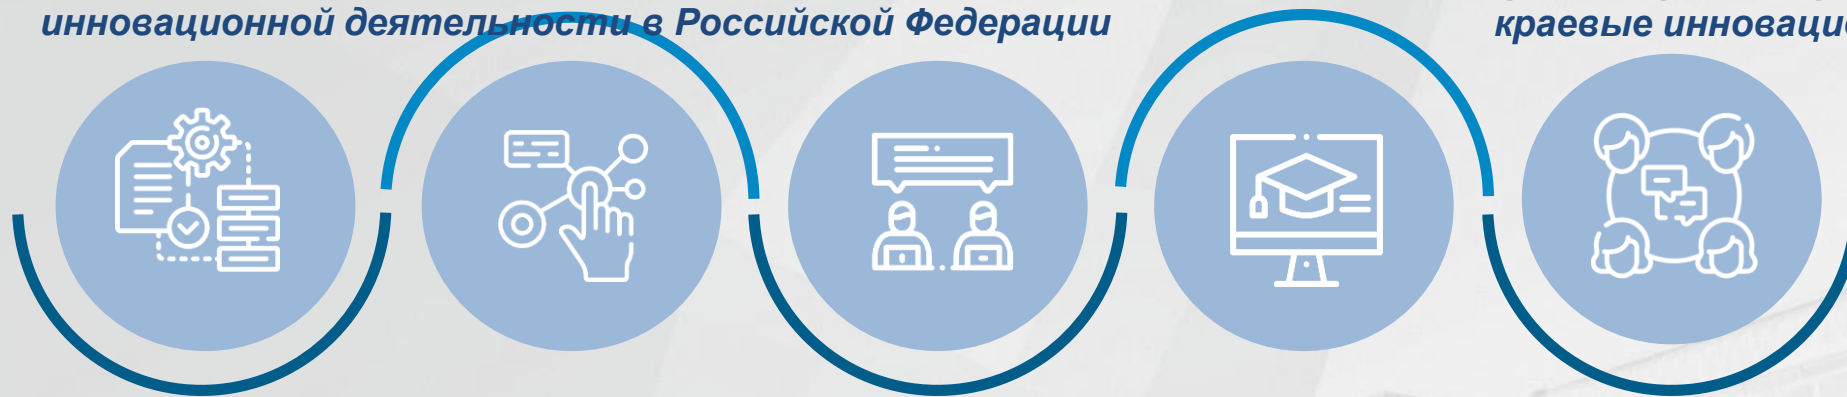 инновационной деятельности в Российской Федерации
краевые инновацио